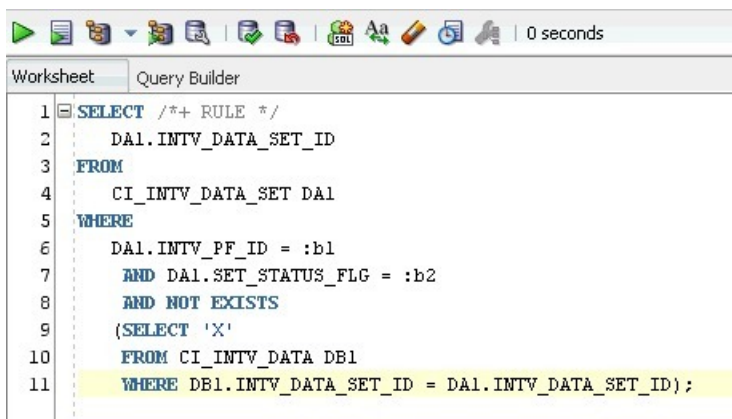 0 seconds
Worksheet Query Builder
1 SELECT /*+ RULE */
2 DA1.INTV_DATA_SET_ID
3 FROM
4 CI_INTV_DATA_SET DA1
5 WHERE
6 DA1.INTV_PF_ID = :b1
7 AND DA1.SET_STATUS_FLG = :b2
8 AND NOT EXISTS
9 (SELECT 'X'
10 FROM CI_INTV_DATA DB1
11 WHERE DB1.INTV_DATA_SET_ID = DA1.INTV_DATA_SET_ID);